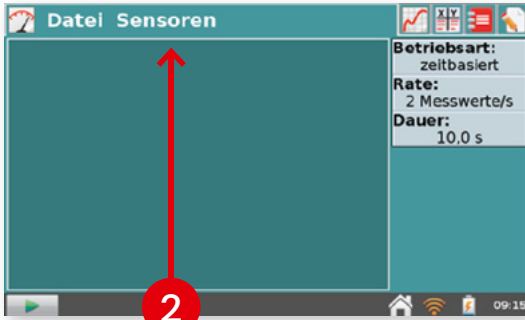 Datei Sensoren
X Y
Betriebsart:
zeitbasiert
Rate:
2 Messwerte/s
Dauer:
10,0 s
2
09:15